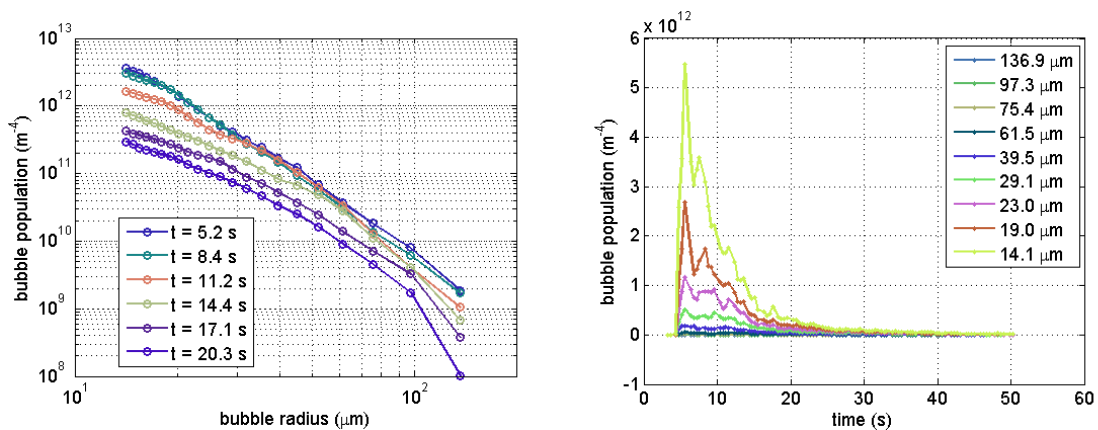 10^13
10^12
10^11
10^10
10^9
10^8
bubble population (m^-4)
10^1
10^2
bubble radius (μm)
t = 5.2 s
t = 8.4 s
t = 11.2 s
t = 14.4 s
t = 17.1 s
t = 20.3 s
x 10^12
6
5
4
3
2
1
0
-1
bubble population (m^-4)
0
10
20
30
40
50
60
time (s)
136.9 μm
97.3 μm
75.4 μm
61.5 μm
39.5 μm
29.1 μm
23.0 μm
19.0 μm
14.1 μm